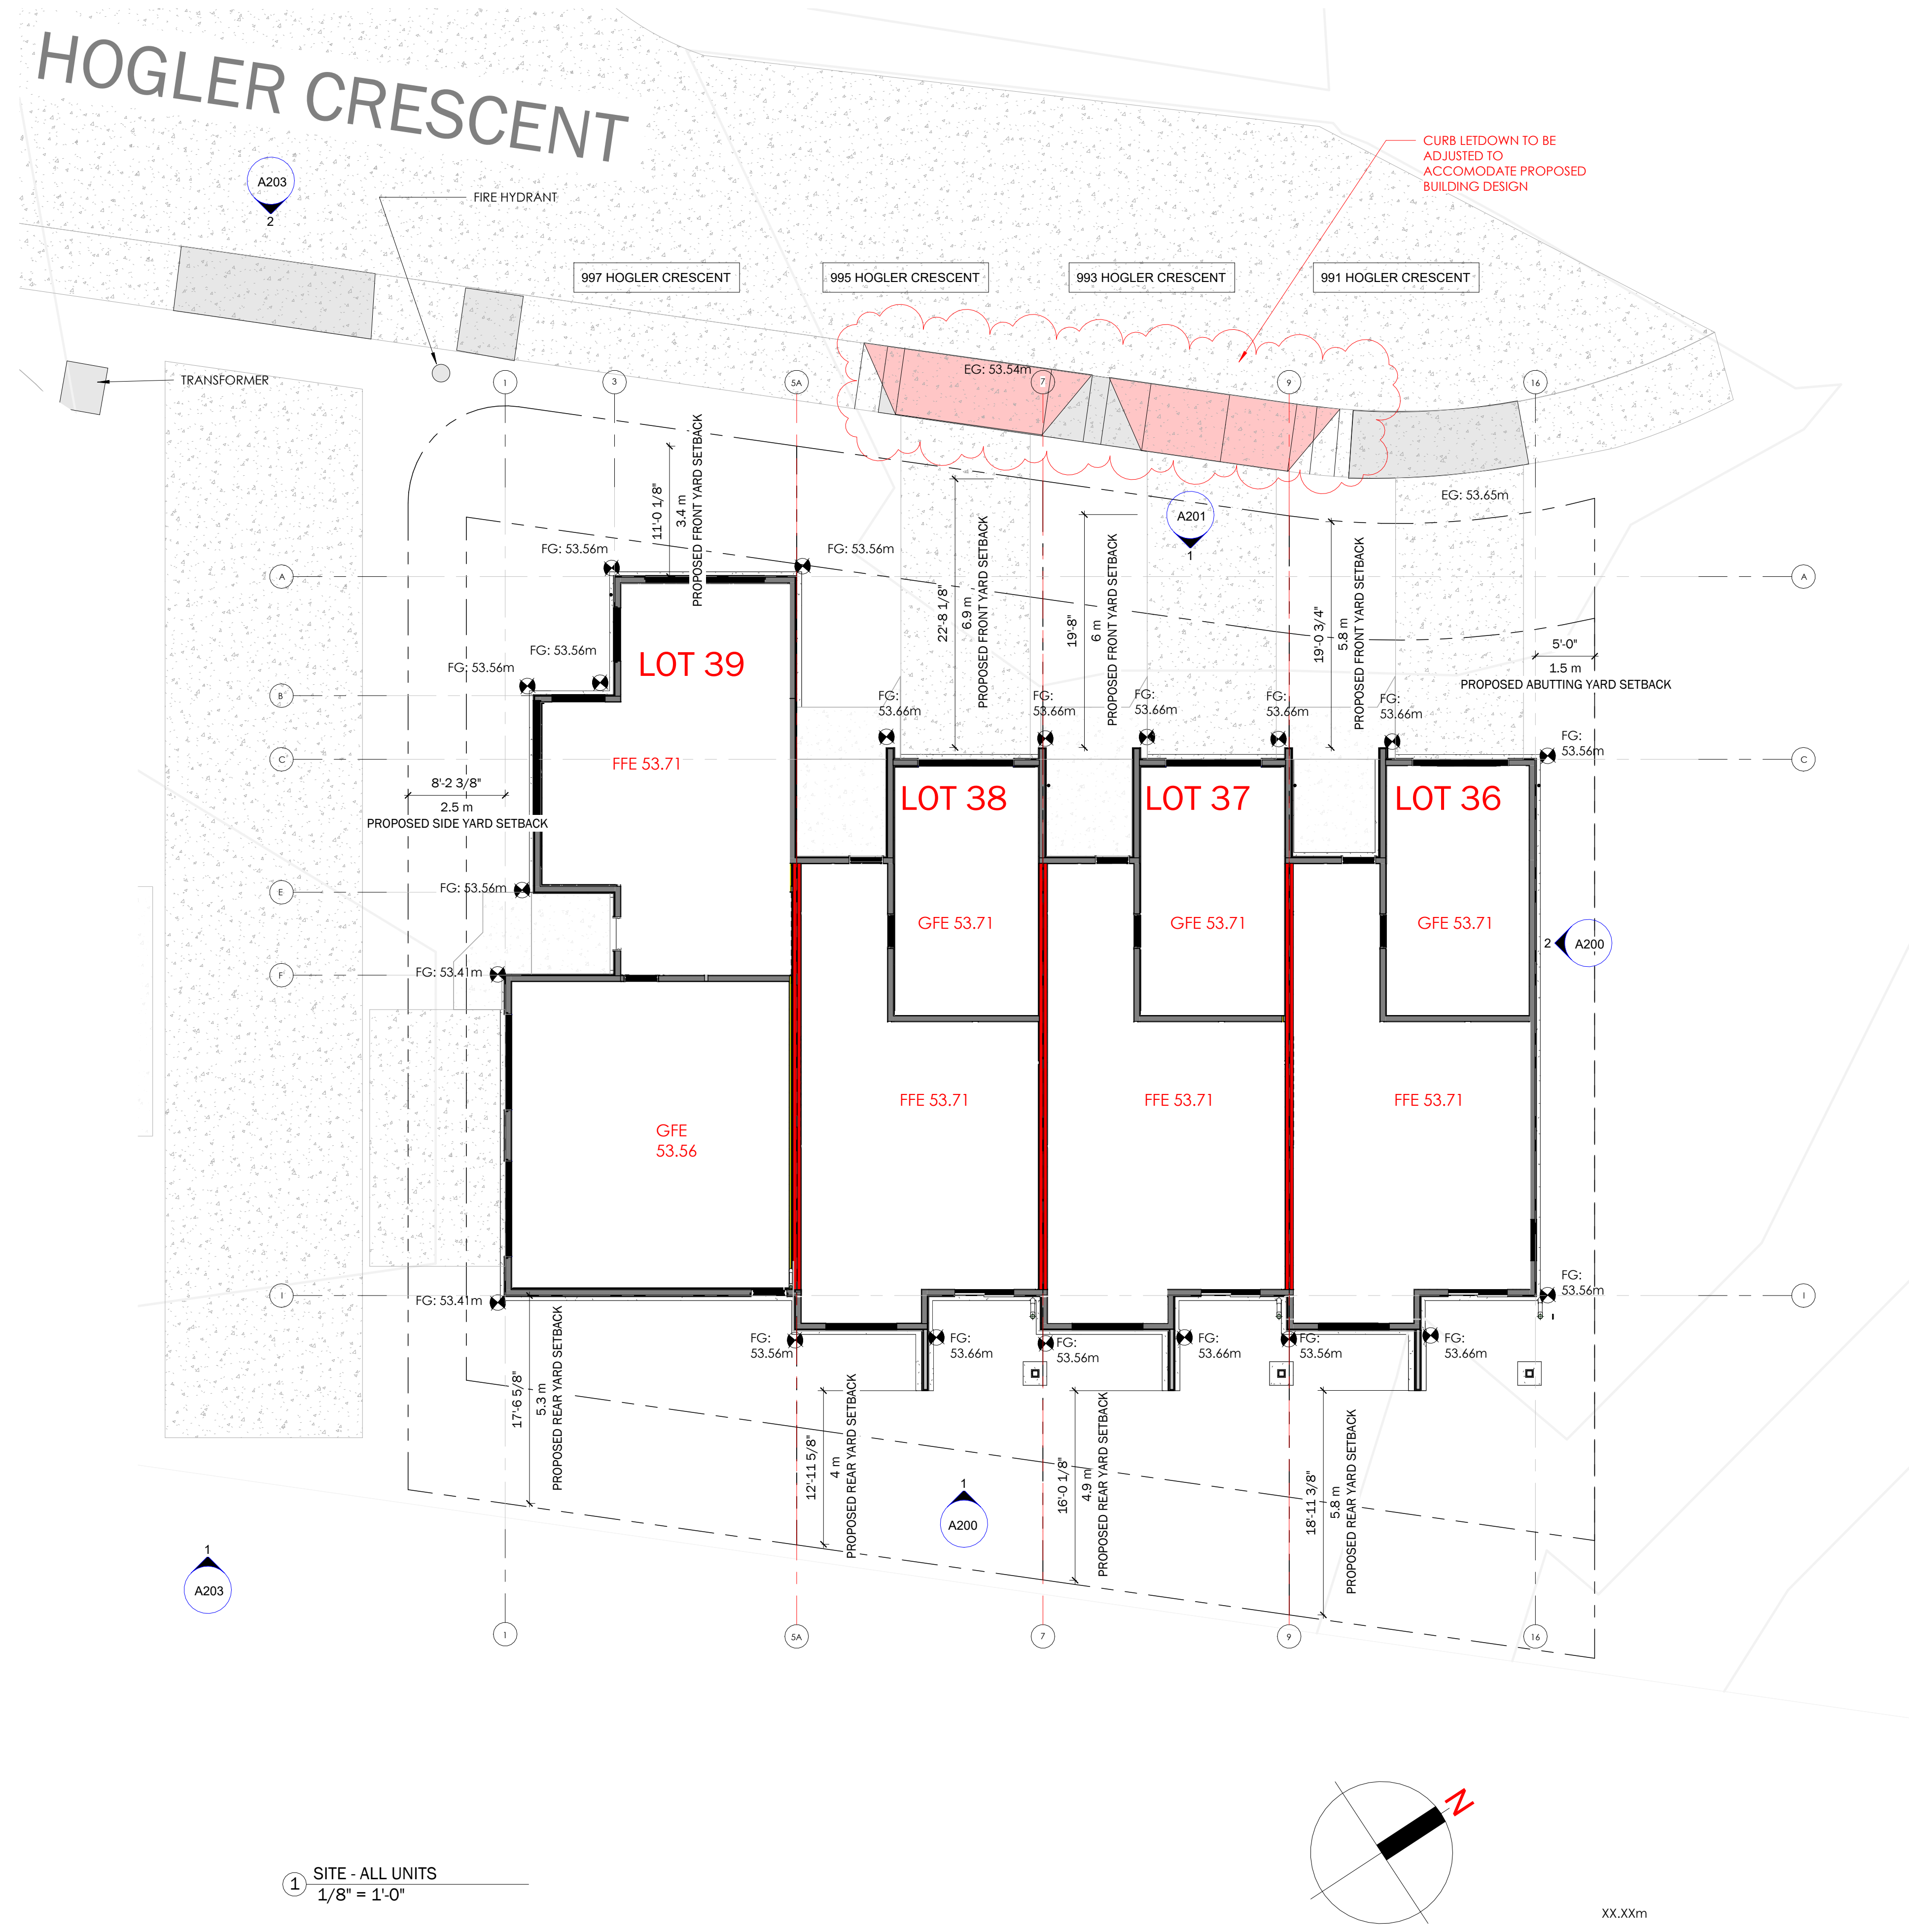 HOGLER CRESCENT
CURB LETDOWN TO BE
ADJUSTED TO
ACCOMODATE PROPOSED
BUILDING DESIGN
A203
2
FIRE HYDRANT
997 HOGLER CRESCENT
995 HOGLER CRESCENT
993 HOGLER CRESCENT
991 HOGLER CRESCENT
TRANSFORMER
EG: 53.54m
1
3
5A
7
9
16
EG: 53.65m
A201
1
11'-0 1/8"
3.4 m
PROPOSED FRONT YARD SETBACK
22'-8 1/8"
6.9 m
PROPOSED FRONT YARD SETBACK
19'-8"
6 m
PROPOSED FRONT YARD SETBACK
19'-0 3/4"
5.8 m
PROPOSED FRONT YARD SETBACK
5'-0"
1.5 m
PROPOSED ABUTTING YARD SETBACK
FG: 53.56m
FG: 53.56m
A
A
FG: 53.56m
FG: 53.56m
LOT 39
B
FG:
53.66m
FG:
53.66m
FG:
53.66m
FG:
53.66m
FG:
53.66m
FG:
53.56m
C
C
FFE 53.71
8'-2 3/8"
2.5 m
PROPOSED SIDE YARD SETBACK
LOT 38
LOT 37
LOT 36
FG: 53.56m
E
GFE 53.71
GFE 53.71
GFE 53.71
2
A200
FG: 53.41m
F
FFE 53.71
FFE 53.71
FFE 53.71
GFE
53.56
FG:
53.56m
I
I
FG: 53.41m
FG:
53.56m
FG:
53.66m
FG:
53.56m
FG:
53.66m
FG:
53.56m
FG:
53.66m
17'-6 5/8"
5.3 m
PROPOSED REAR YARD SETBACK
12'-11 5/8"
4 m
PROPOSED REAR YARD SETBACK
16'-0 1/8"
4.9 m
PROPOSED REAR YARD SETBACK
18'-11 3/8"
5.8 m
PROPOSED REAR YARD SETBACK
1
A200
1
A203
1
5A
7
9
16
N
1
SITE - ALL UNITS
1/8" = 1'-0"
XX.XXm